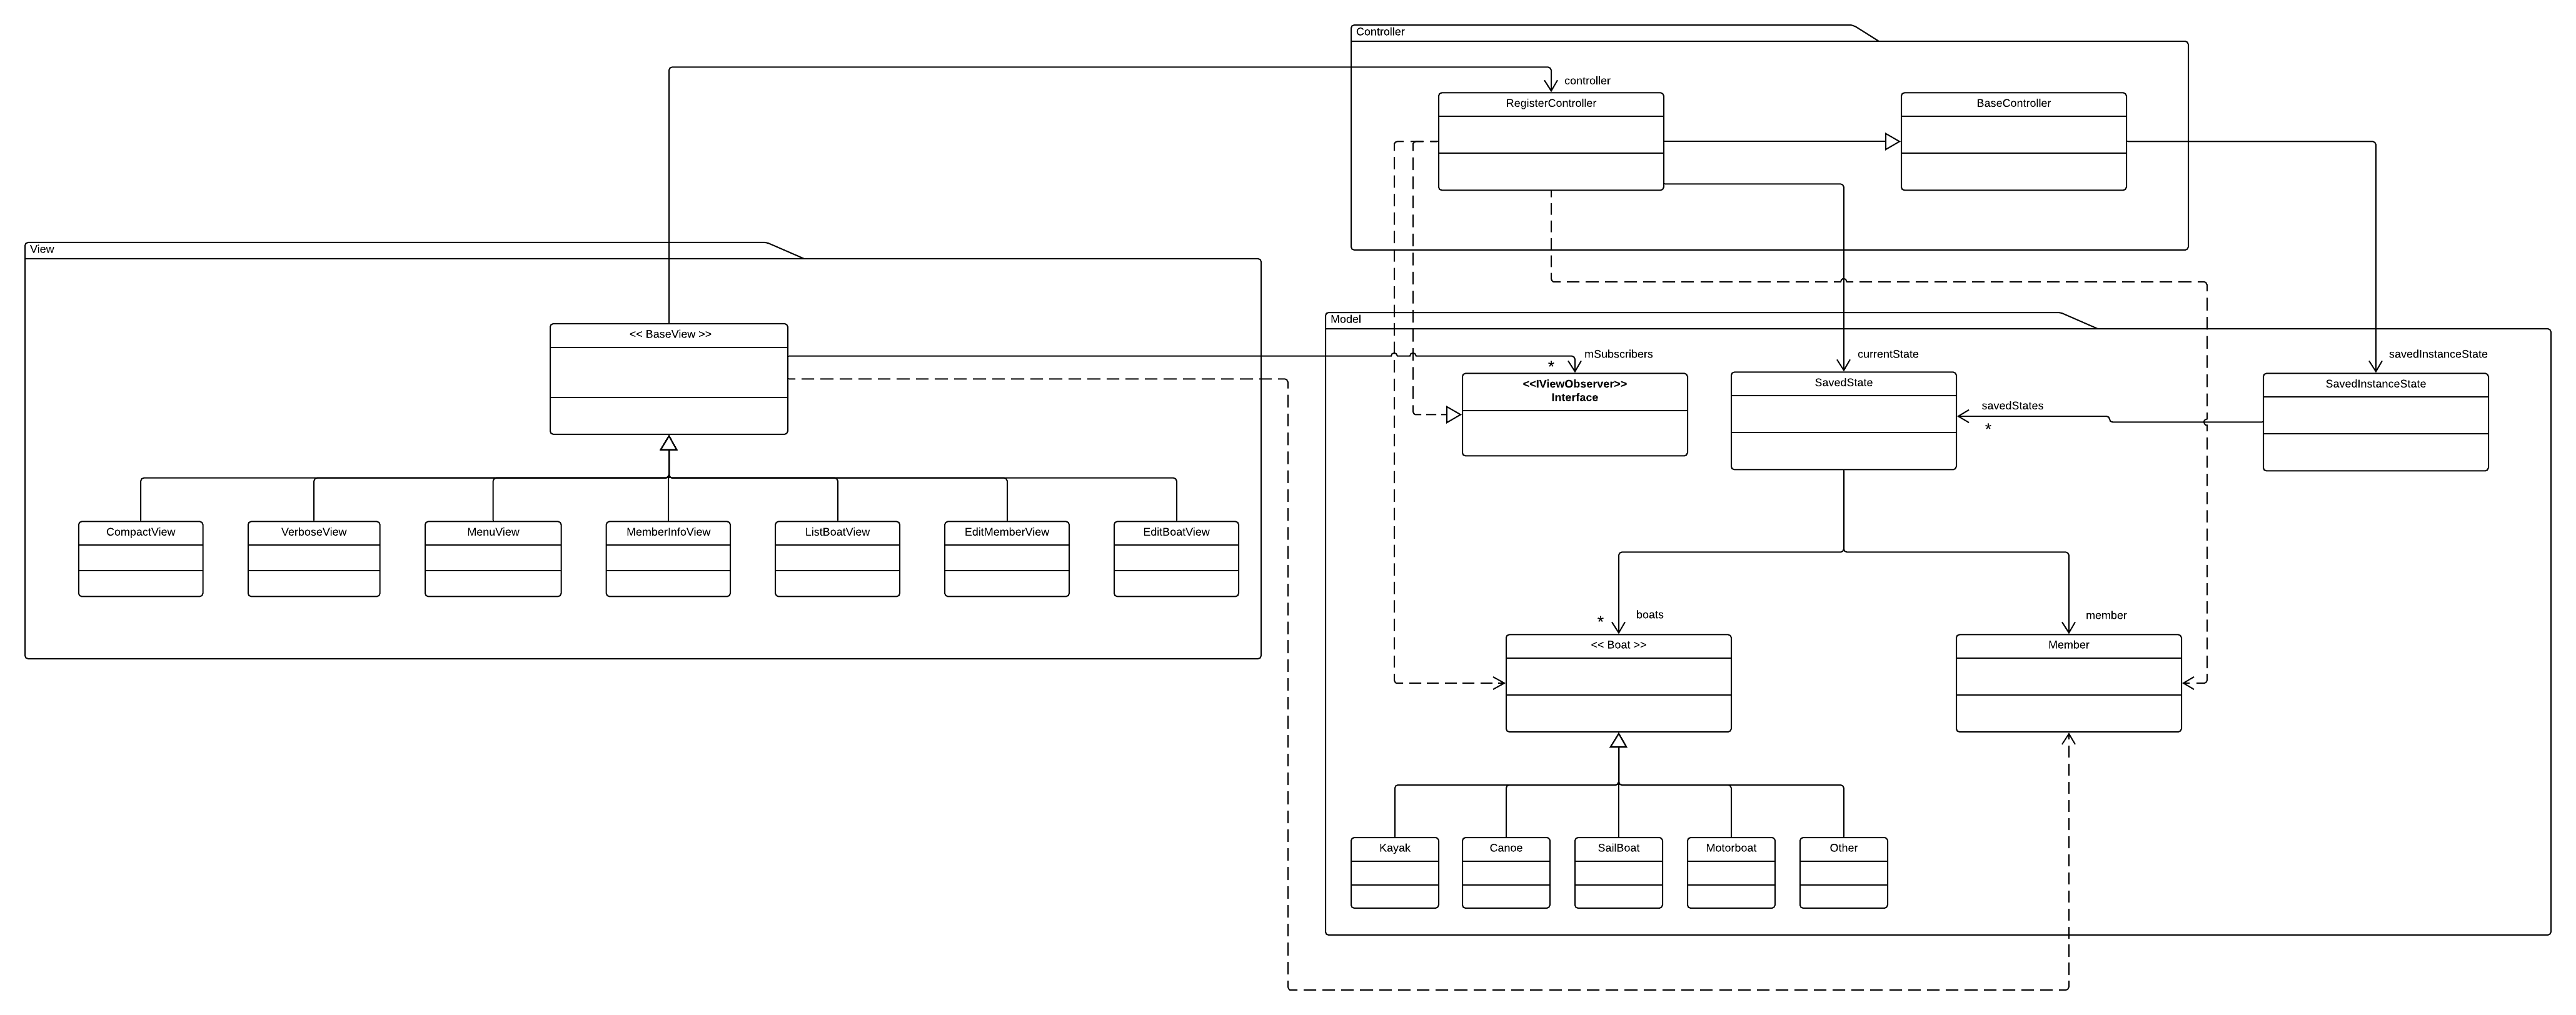 Controller
controller
RegisterController
BaseController
View
<< BaseView >>
Model
mSubscribers
*
currentState
savedInstanceState
<<IViewObserver>>
Interface
SavedState
SavedInstanceState
savedStates
*
CompactView
VerboseView
MenuView
MemberInfoView
ListBoatView
EditMemberView
EditBoatView
* boats
member
<< Boat >>
Member
Kayak
Canoe
SailBoat
Motorboat
Other